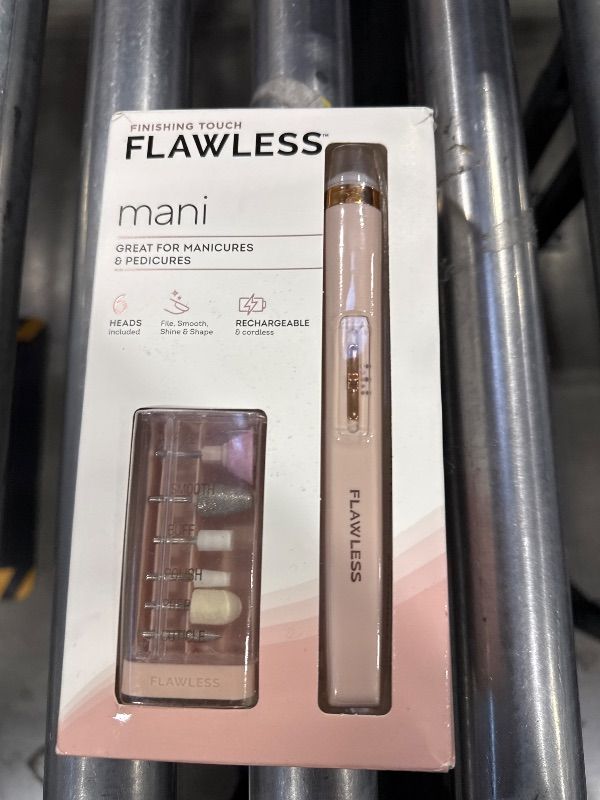 FINISHING TOUCH
FLAWLESS™
mani
GREAT FOR MANICURES
& PEDICURES
6
HEADS
included
File, Smooth,
Shine & Shape
RECHARGEABLE
& cordless
SMOOTH
BUFF
POLISH
FLAWLESS
FLAWLESS